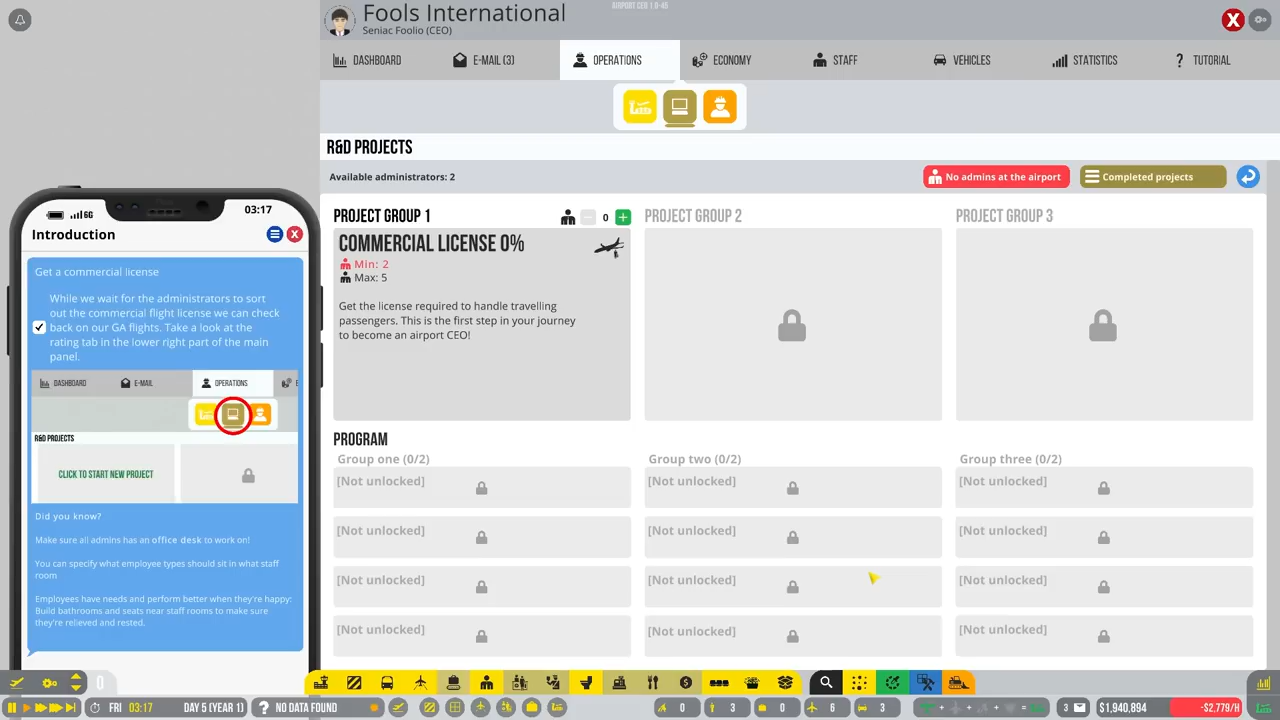 AIRPORT CEO 1.0-45
Fools International
Seniac Foolio (CEO)
DASHBOARD
E-MAIL (3)
OPERATIONS
ECONOMY
STAFF
VEHICLES
STATISTICS
? TUTORIAL
R&D PROJECTS
Available administrators: 2
No admins at the airport
Completed projects
PROJECT GROUP 1
0
PROJECT GROUP 2
PROJECT GROUP 3
COMMERCIAL LICENSE 0%
Min: 2
Max: 5
Get the license required to handle travelling
passengers. This is the first step in your journey
to become an airport CEO!
PROGRAM
Group one (0/2)
Group two (0/2)
Group three (0/2)
[Not unlocked]
[Not unlocked]
[Not unlocked]
[Not unlocked]
[Not unlocked]
[Not unlocked]
[Not unlocked]
[Not unlocked]
[Not unlocked]
[Not unlocked]
[Not unlocked]
[Not unlocked]
6G
03:17
Introduction
Get a commercial license
While we wait for the administrators to sort
out the commercial flight license we can check
back on our GA flights. Take a look at the
rating tab in the lower right part of the main
panel.
DASHBOARD
E-MAIL
OPERATIONS
R&D PROJECTS
CLICK TO START NEW PROJECT
Did you know?
Make sure all admins has an office desk to work on!
You can specify what employee types should sit in what staff
room
Employees have needs and perform better when they're happy:
Build bathrooms and seats near staff rooms to make sure
they're relieved and rested.
0
FRI 03:17
DAY 5 (YEAR 1)
? NO DATA FOUND
0
3
0
6
3
3
$1,940,894
-$2.779/H